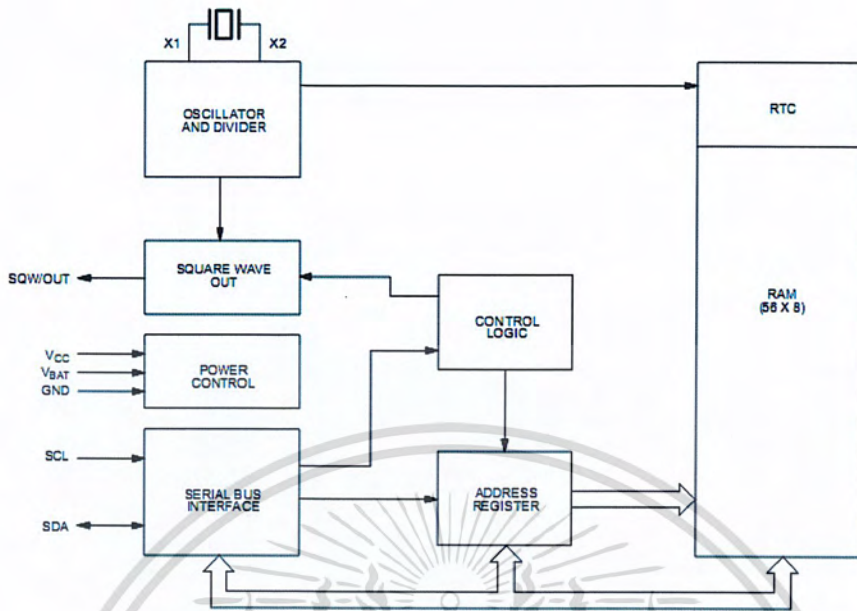 X1
X2
OSCILLATOR
AND DIVIDER
RTC
SQW/OUT
SQUARE WAVE
OUT
CONTROL
LOGIC
RAM
(56 X 8)
VCC
VBAT
GND
POWER
CONTROL
SCL
SDA
SERIAL BUS
INTERFACE
ADDRESS
REGISTER